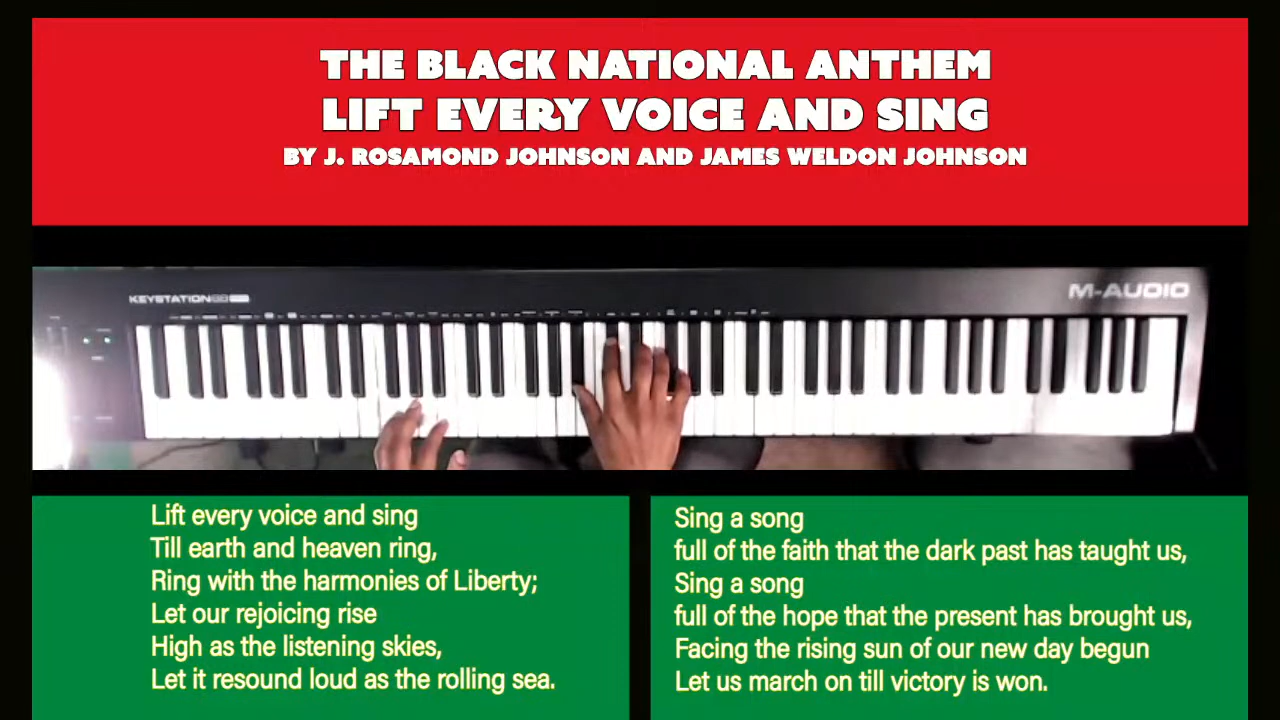 THE BLACK NATIONAL ANTHEM
LIFT EVERY VOICE AND SING
BY J. ROSAMOND JOHNSON AND JAMES WELDON JOHNSON
KEYSTATION
M-AUDIO
Lift every voice and sing
Till earth and heaven ring,
Ring with the harmonies of Liberty;
Let our rejoicing rise
High as the listening skies,
Let it resound loud as the rolling sea.
Sing a song
full of the faith that the dark past has taught us,
Sing a song
full of the hope that the present has brought us,
Facing the rising sun of our new day begun
Let us march on till victory is won.